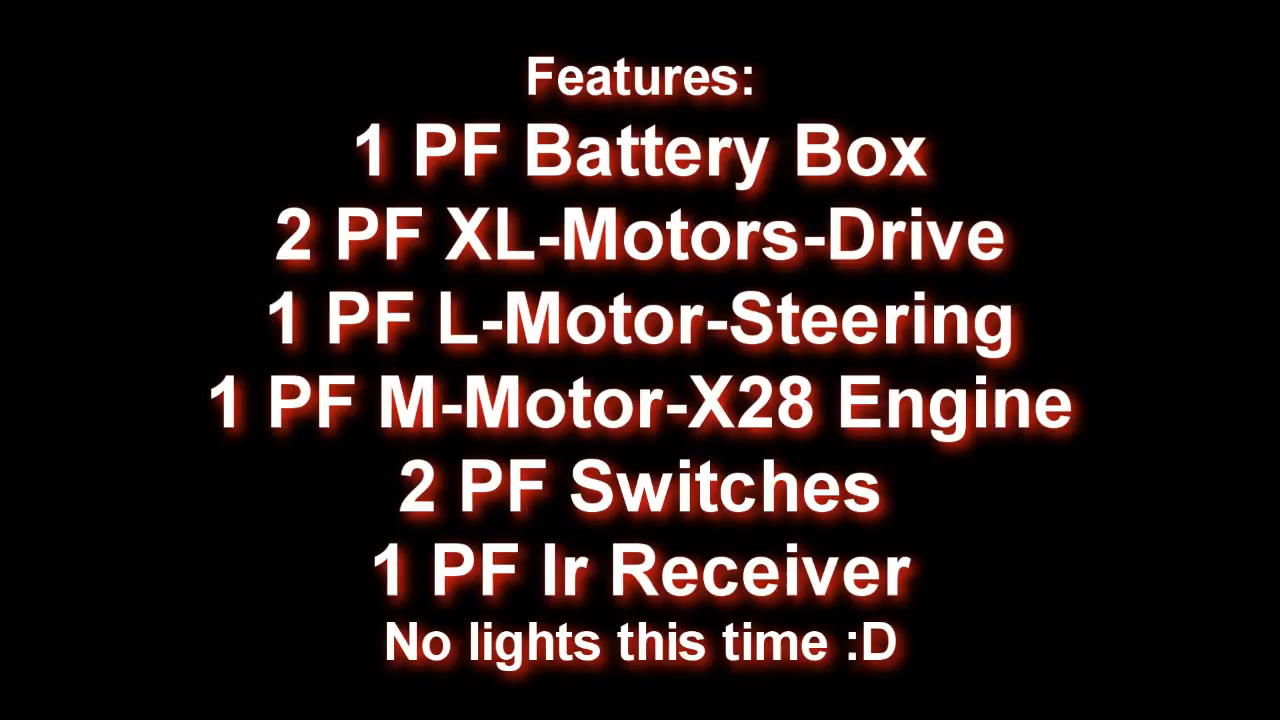 Features:
1 PF Battery Box
2 PF XL-Motors-Drive
1 PF L-Motor-Steering
1 PF M-Motor-X28 Engine
2 PF Switches
1 PF Ir Receiver
No lights this time :D